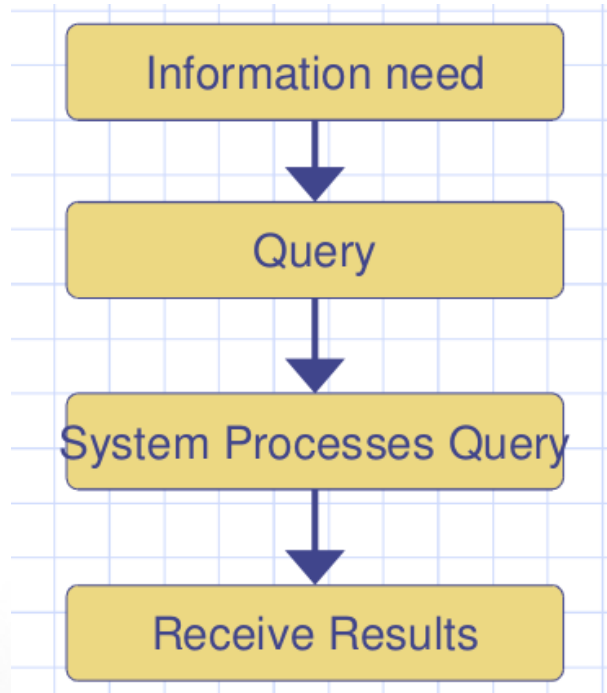 Information need
Query
System Processes Query
Receive Results